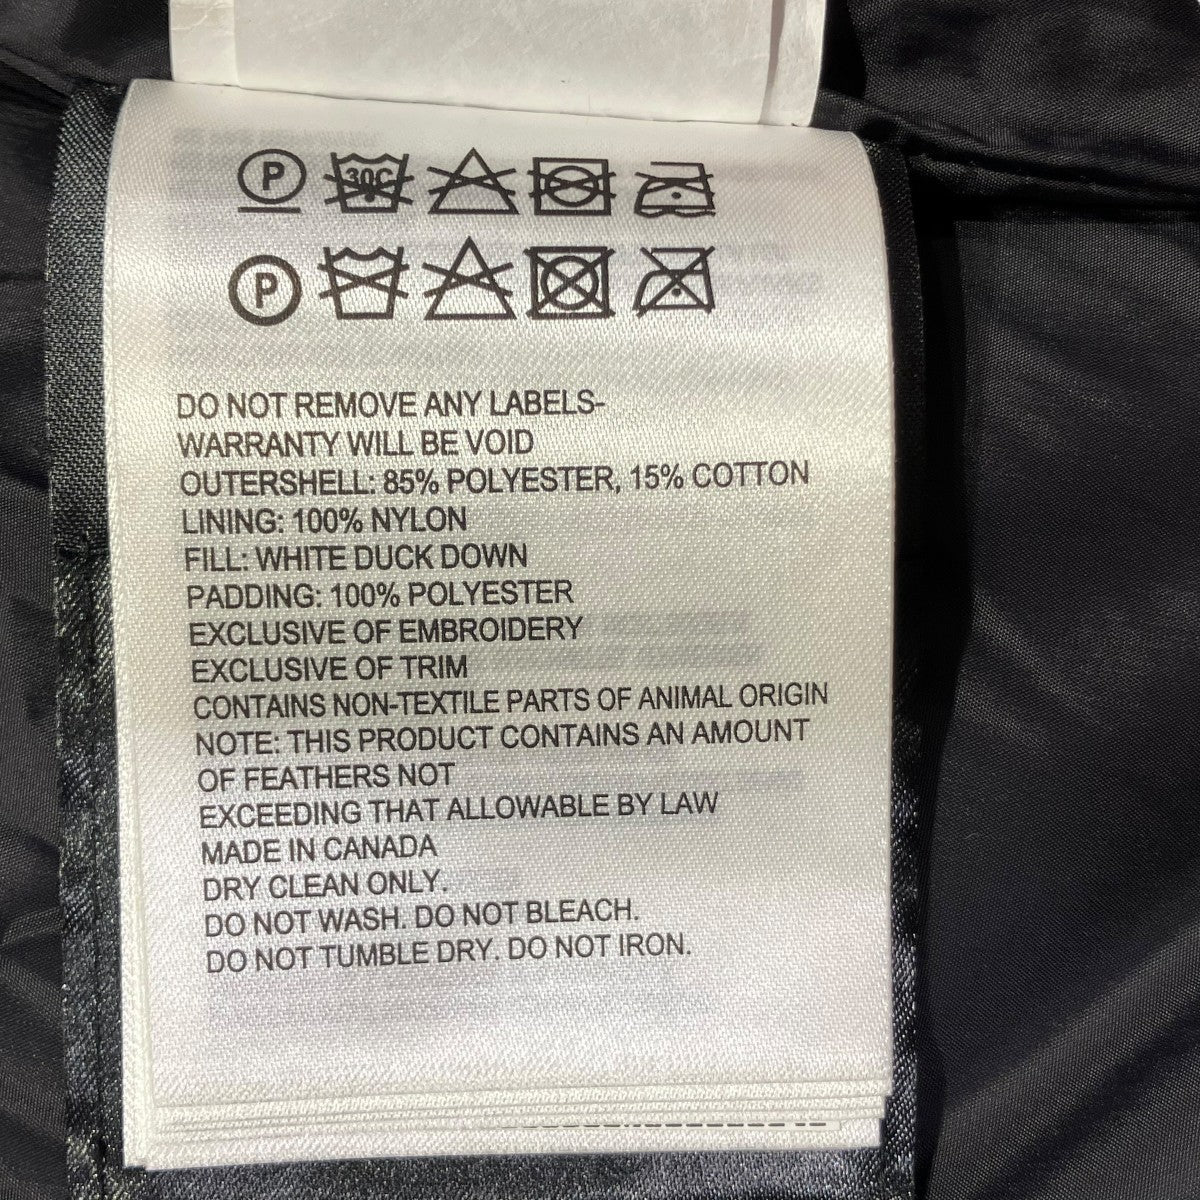 P 30C
P
DO NOT REMOVE ANY LABELS-
WARRANTY WILL BE VOID
OUTERSHELL: 85% POLYESTER, 15% COTTON
LINING: 100% NYLON
FILL: WHITE DUCK DOWN
PADDING: 100% POLYESTER
EXCLUSIVE OF EMBROIDERY
EXCLUSIVE OF TRIM
CONTAINS NON-TEXTILE PARTS OF ANIMAL ORIGIN
NOTE: THIS PRODUCT CONTAINS AN AMOUNT
OF FEATHERS NOT
EXCEEDING THAT ALLOWABLE BY LAW
MADE IN CANADA
DRY CLEAN ONLY.
DO NOT WASH. DO NOT BLEACH.
DO NOT TUMBLE DRY. DO NOT IRON.